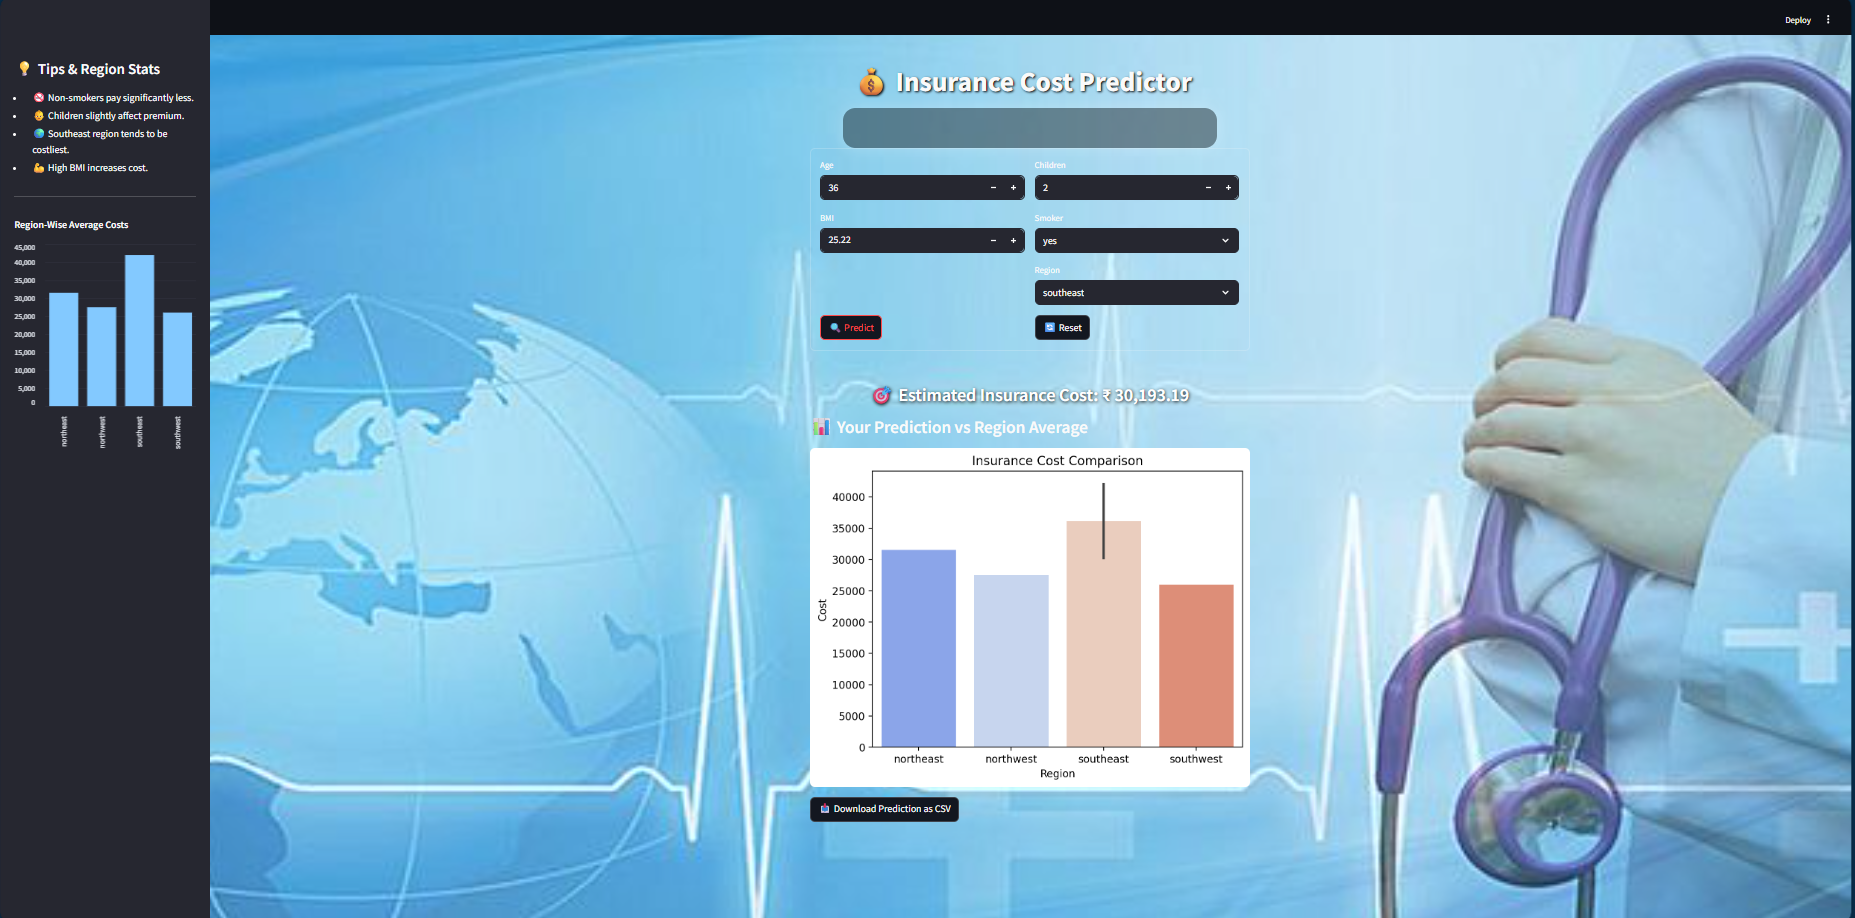 Deploy
💡 Tips & Region Stats
• 🚭 Non-smokers pay significantly less.
• 👶 Children slightly affect premium.
• 🌍 Southeast region tends to be
costliest.
• 💪 High BMI increases cost.
Region-Wise Average Costs
45,000
40,000
35,000
30,000
25,000
20,000
15,000
10,000
5,000
0
northeast
northwest
southeast
southwest
💰 Insurance Cost Predictor
Age
36 − +
Children
2 − +
BMI
25.22 − +
Smoker
yes
Region
southeast
🔍 Predict
🔄 Reset
🎯 Estimated Insurance Cost: ₹ 30,193.19
📊 Your Prediction vs Region Average
Insurance Cost Comparison
Cost
40000
35000
30000
25000
20000
15000
10000
5000
0
northeast northwest southeast southwest
Region
📥 Download Prediction as CSV